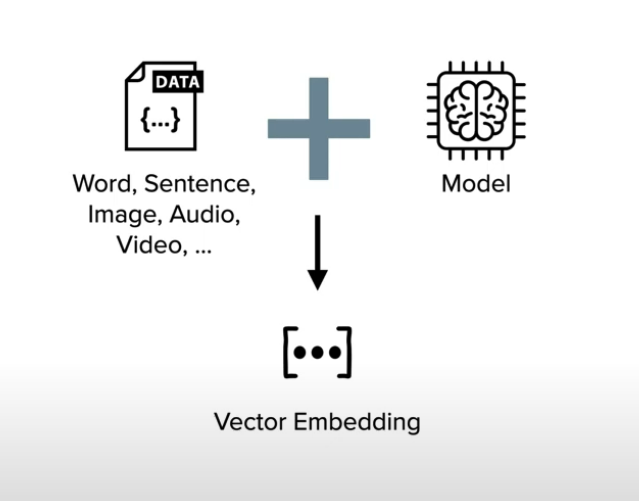 DATA
{...}
Word, Sentence,
Image, Audio,
Video, ...
Model
[•••]
Vector Embedding